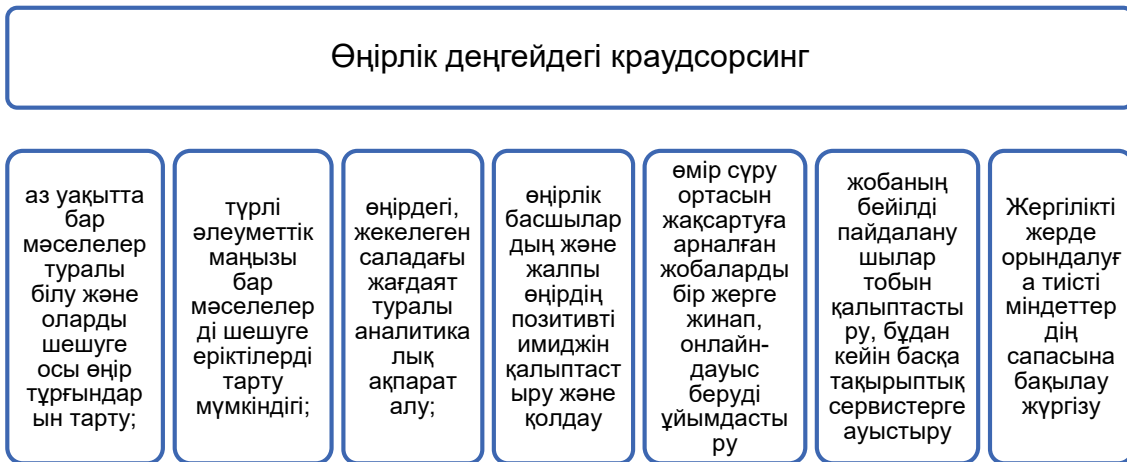 Өңірлік деңгейдегі краудсорсинг
аз уақытта
бар
мәселелер
туралы
білу және
оларды
шешуге
осы өңір
тұрғындар
ын тарту;
түрлі
әлеуметтік
маңызы
бар
мәселелер
ді шешуге
еріктілерді
тарту
мүмкіндігі;
өңірдегі,
жекелеген
саладағы
жағдаят
туралы
аналитика
лық
ақпарат
алу;
өңірлік
басшылар
дың және
жалпы
өңірдің
позитивті
имиджін
қалыптаст
ыру және
қолдау
өмір сүру
ортасын
жақсартуға
арналған
жобаларды
бір жерге
жинап,
онлайн-
дауыс
беруді
ұйымдасты
ру
жобаның
бейілді
пайдалану
шылар
тобын
қалыптасты
ру, бұдан
кейін басқа
тақырыптық
сервистерге
ауыстыру
Жергілікті
жерде
орындалуғ
а тиісті
міндеттер
дің
сапасына
бақылау
жүргізу